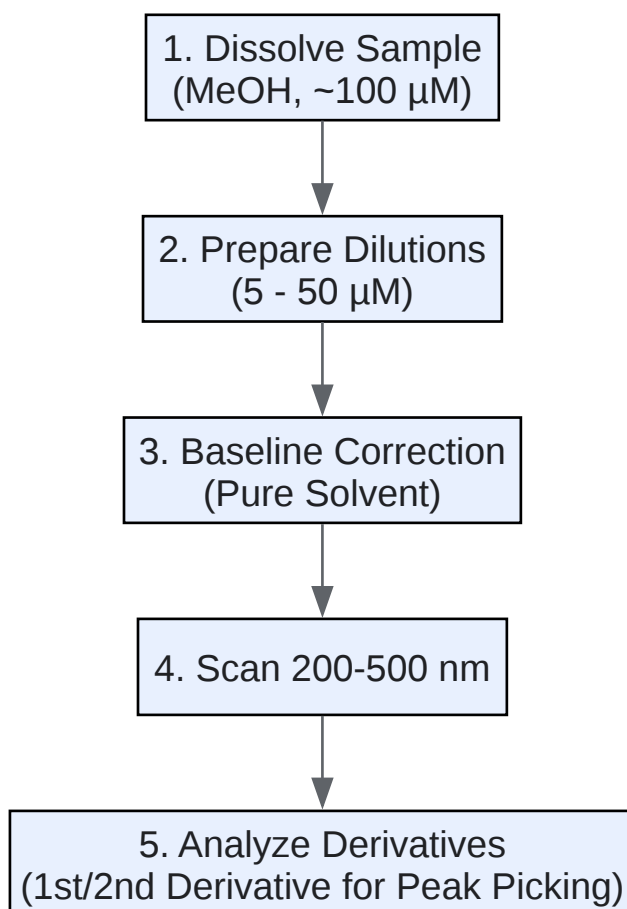 1. Dissolve Sample
(MeOH, ~100 µM)
2. Prepare Dilutions
(5 - 50 µM)
3. Baseline Correction
(Pure Solvent)
4. Scan 200-500 nm
5. Analyze Derivatives
(1st/2nd Derivative for Peak Picking)